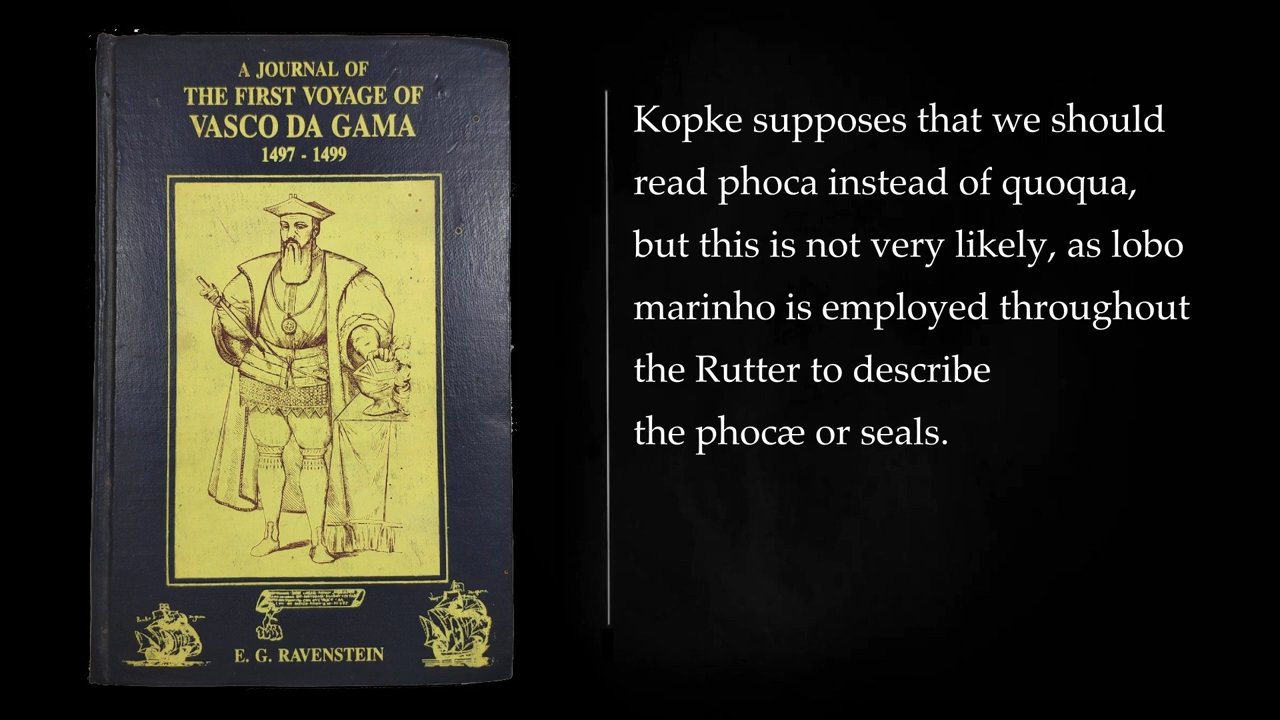 A JOURNAL OF
THE FIRST VOYAGE OF
VASCO DA GAMA
1497 - 1499
E. G. RAVENSTEIN
Kopke supposes that we should
read phoca instead of quoqua,
but this is not very likely, as lobo
marinho is employed throughout
the Rutter to describe
the phocæ or seals.